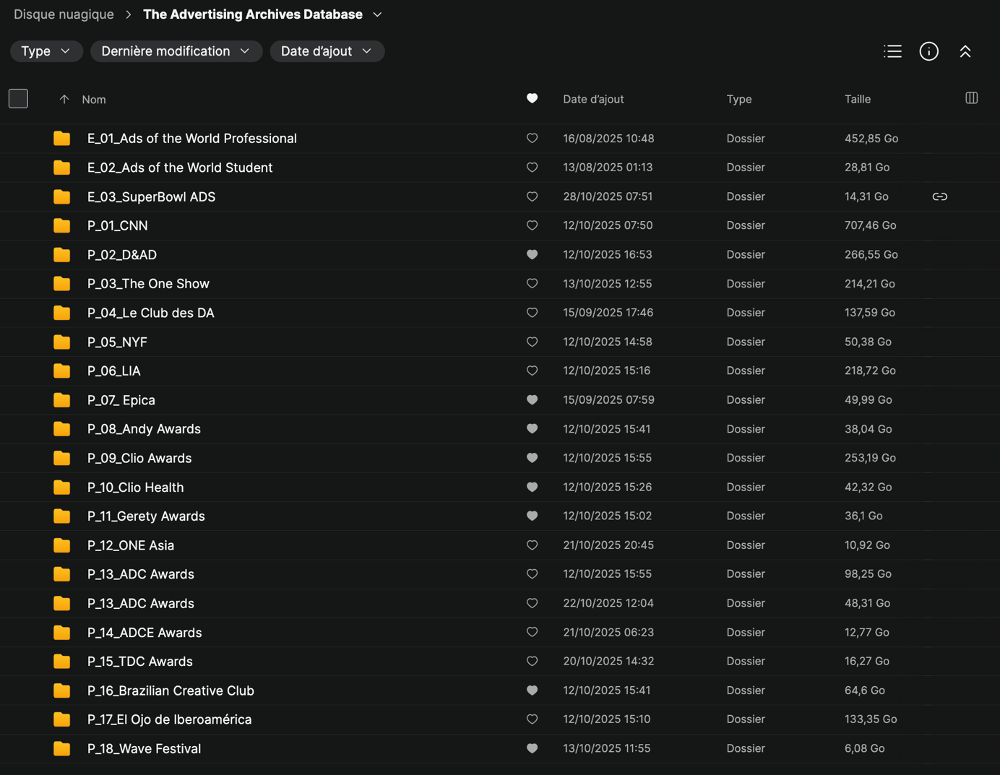 Disque nuagique > The Advertising Archives Database
Type Dernière modification Date d’ajout
Nom Date d’ajout Type Taille
E_01_Ads of the World Professional 16/08/2025 10:48 Dossier 452,85 Go
E_02_Ads of the World Student 13/08/2025 01:13 Dossier 28,81 Go
E_03_SuperBowl ADS 28/10/2025 07:51 Dossier 14,31 Go
P_01_CNN 12/10/2025 07:50 Dossier 707,46 Go
P_02_D&AD 12/10/2025 16:53 Dossier 266,55 Go
P_03_The One Show 13/10/2025 12:55 Dossier 214,21 Go
P_04_Le Club des DA 15/09/2025 17:46 Dossier 137,59 Go
P_05_NYF 12/10/2025 14:58 Dossier 50,38 Go
P_06_LIA 12/10/2025 15:16 Dossier 218,72 Go
P_07_ Epica 15/09/2025 07:59 Dossier 49,99 Go
P_08_Andy Awards 12/10/2025 15:41 Dossier 38,04 Go
P_09_Clio Awards 12/10/2025 15:55 Dossier 253,19 Go
P_10_Clio Health 12/10/2025 15:26 Dossier 42,32 Go
P_11_Gerety Awards 12/10/2025 15:02 Dossier 36,1 Go
P_12_ONE Asia 21/10/2025 20:45 Dossier 10,92 Go
P_13_ADC Awards 12/10/2025 15:55 Dossier 98,25 Go
P_13_ADC Awards 22/10/2025 12:04 Dossier 48,31 Go
P_14_ADCE Awards 21/10/2025 06:23 Dossier 12,77 Go
P_15_TDC Awards 20/10/2025 14:32 Dossier 16,27 Go
P_16_Brazilian Creative Club 12/10/2025 15:41 Dossier 64,6 Go
P_17_El Ojo de Iberoamérica 12/10/2025 15:10 Dossier 133,35 Go
P_18_Wave Festival 13/10/2025 11:55 Dossier 6,08 Go